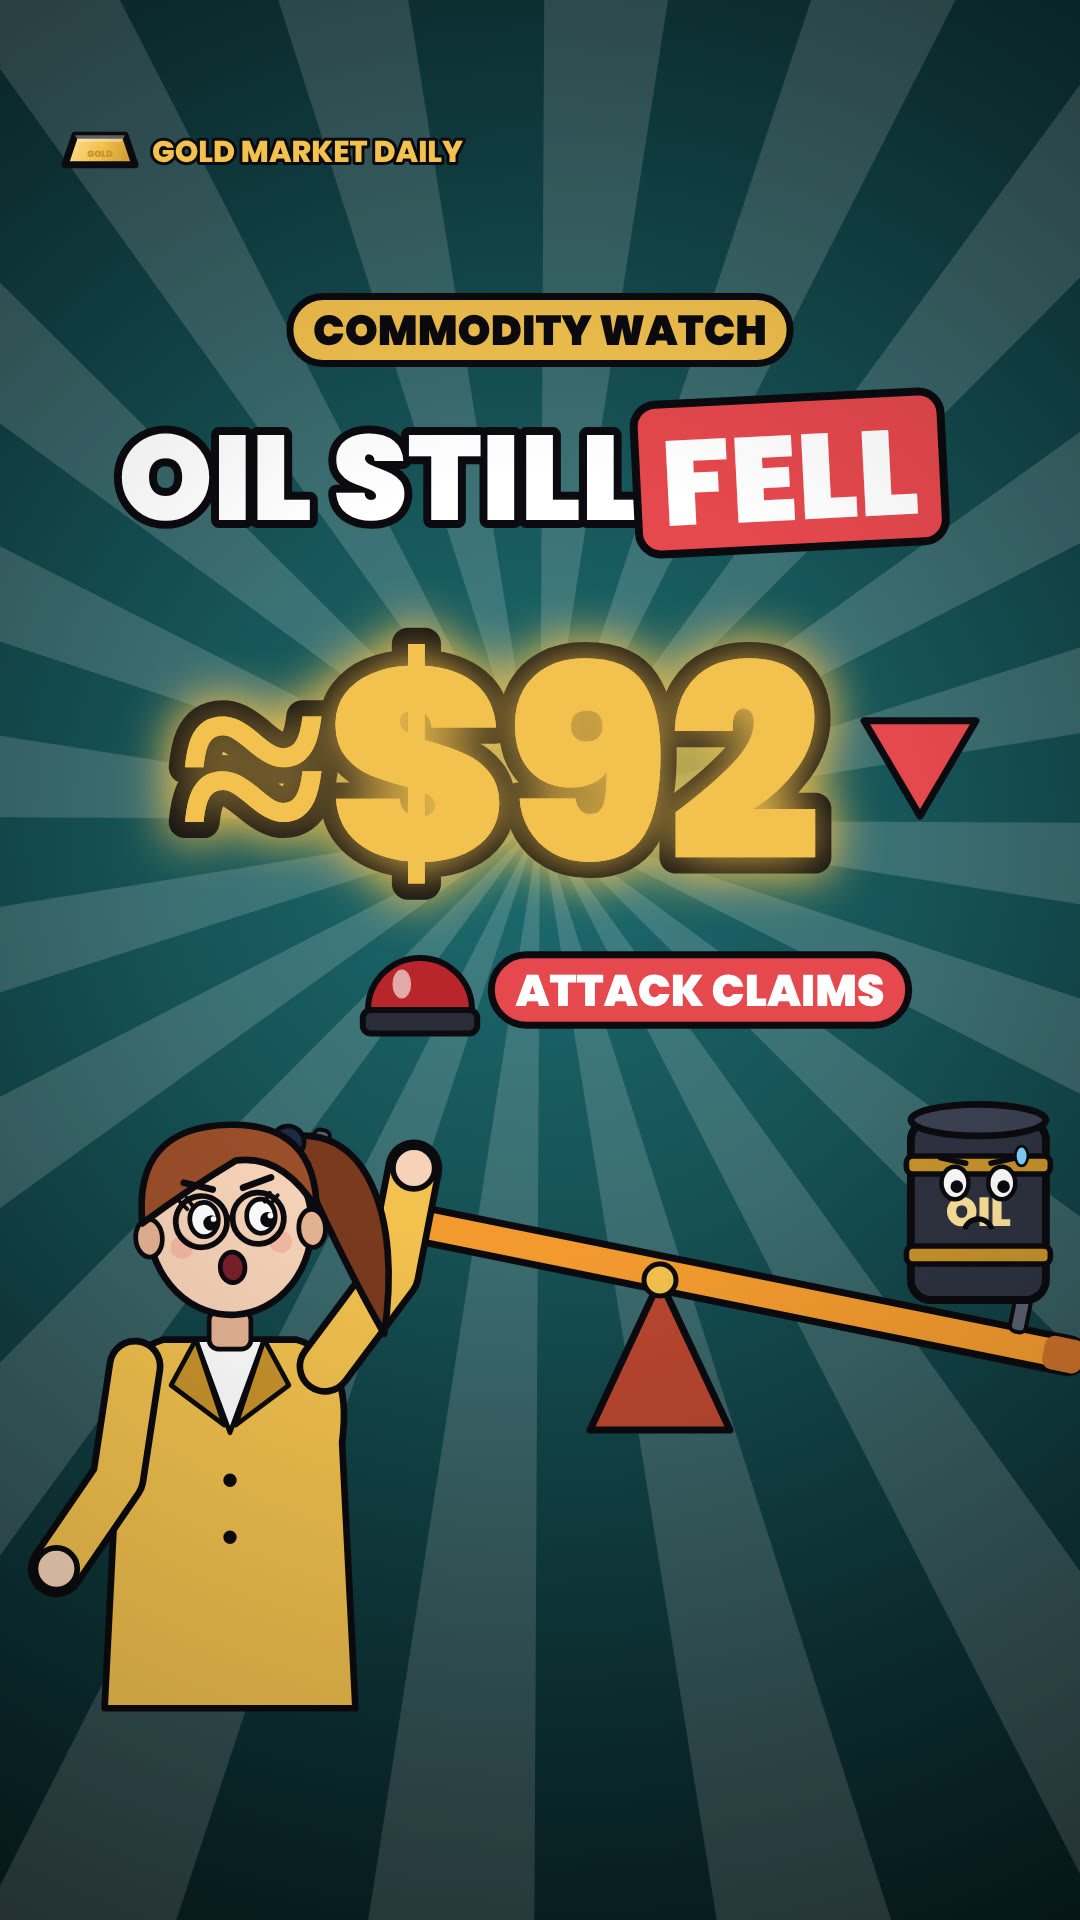 GOLD
GOLD MARKET DAILY
COMMODITY WATCH
OIL STILL FELL
≈$92
ATTACK CLAIMS
OIL